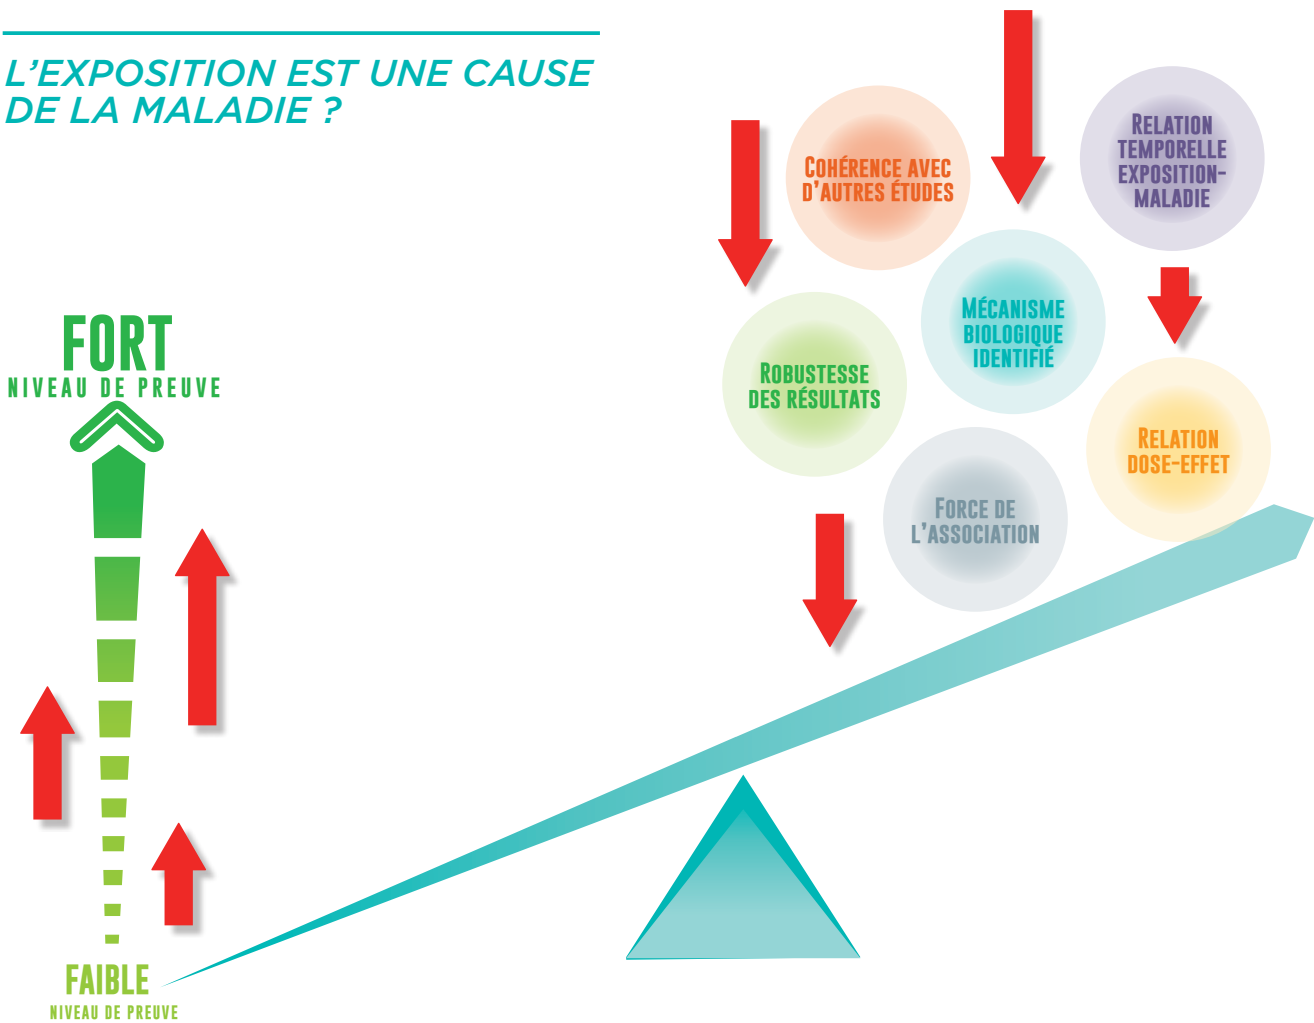 L’EXPOSITION EST UNE CAUSE
DE LA MALADIE ?
COHÉRENCE AVEC
D’AUTRES ÉTUDES
RELATION
TEMPORELLE
EXPOSITION-
MALADIE
MÉCANISME
BIOLOGIQUE
IDENTIFIÉ
ROBUSTESSE
DES RÉSULTATS
RELATION
DOSE-EFFET
FORCE DE
L’ASSOCIATION
FORT
NIVEAU DE PREUVE
FAIBLE
NIVEAU DE PREUVE